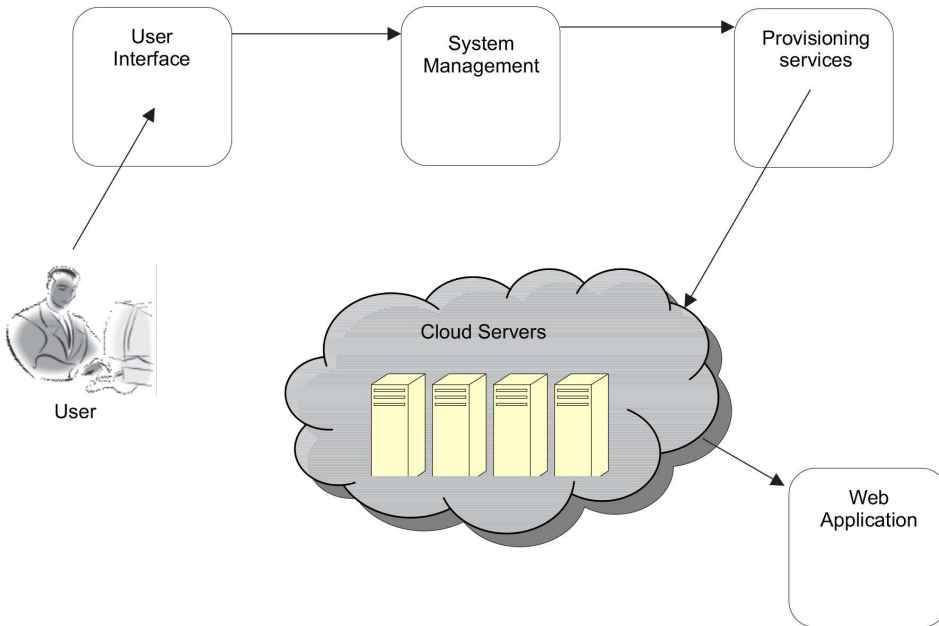 User
Interface
System
Management
Provisioning
services
Cloud Servers
User
Web
Application